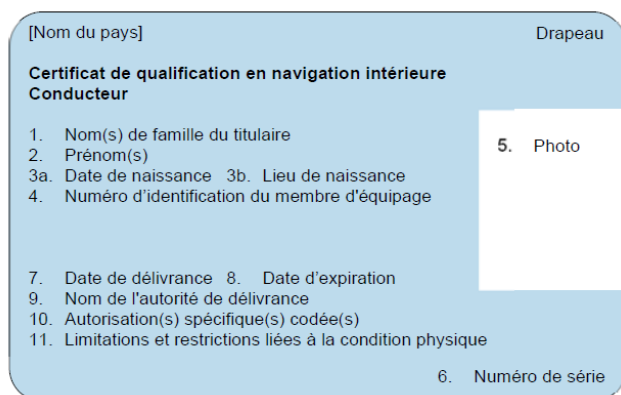 [Nom du pays] Drapeau
Certificat de qualification en navigation intérieure
Conducteur
1. Nom(s) de famille du titulaire
2. Prénom(s)
5. Photo
3a. Date de naissance 3b. Lieu de naissance
4. Numéro d'identification du membre d'équipage
7. Date de délivrance 8. Date d'expiration
9. Nom de l'autorité de délivrance
10. Autorisation(s) spécifique(s) codée(s)
11. Limitations et restrictions liées à la condition physique
6. Numéro de série